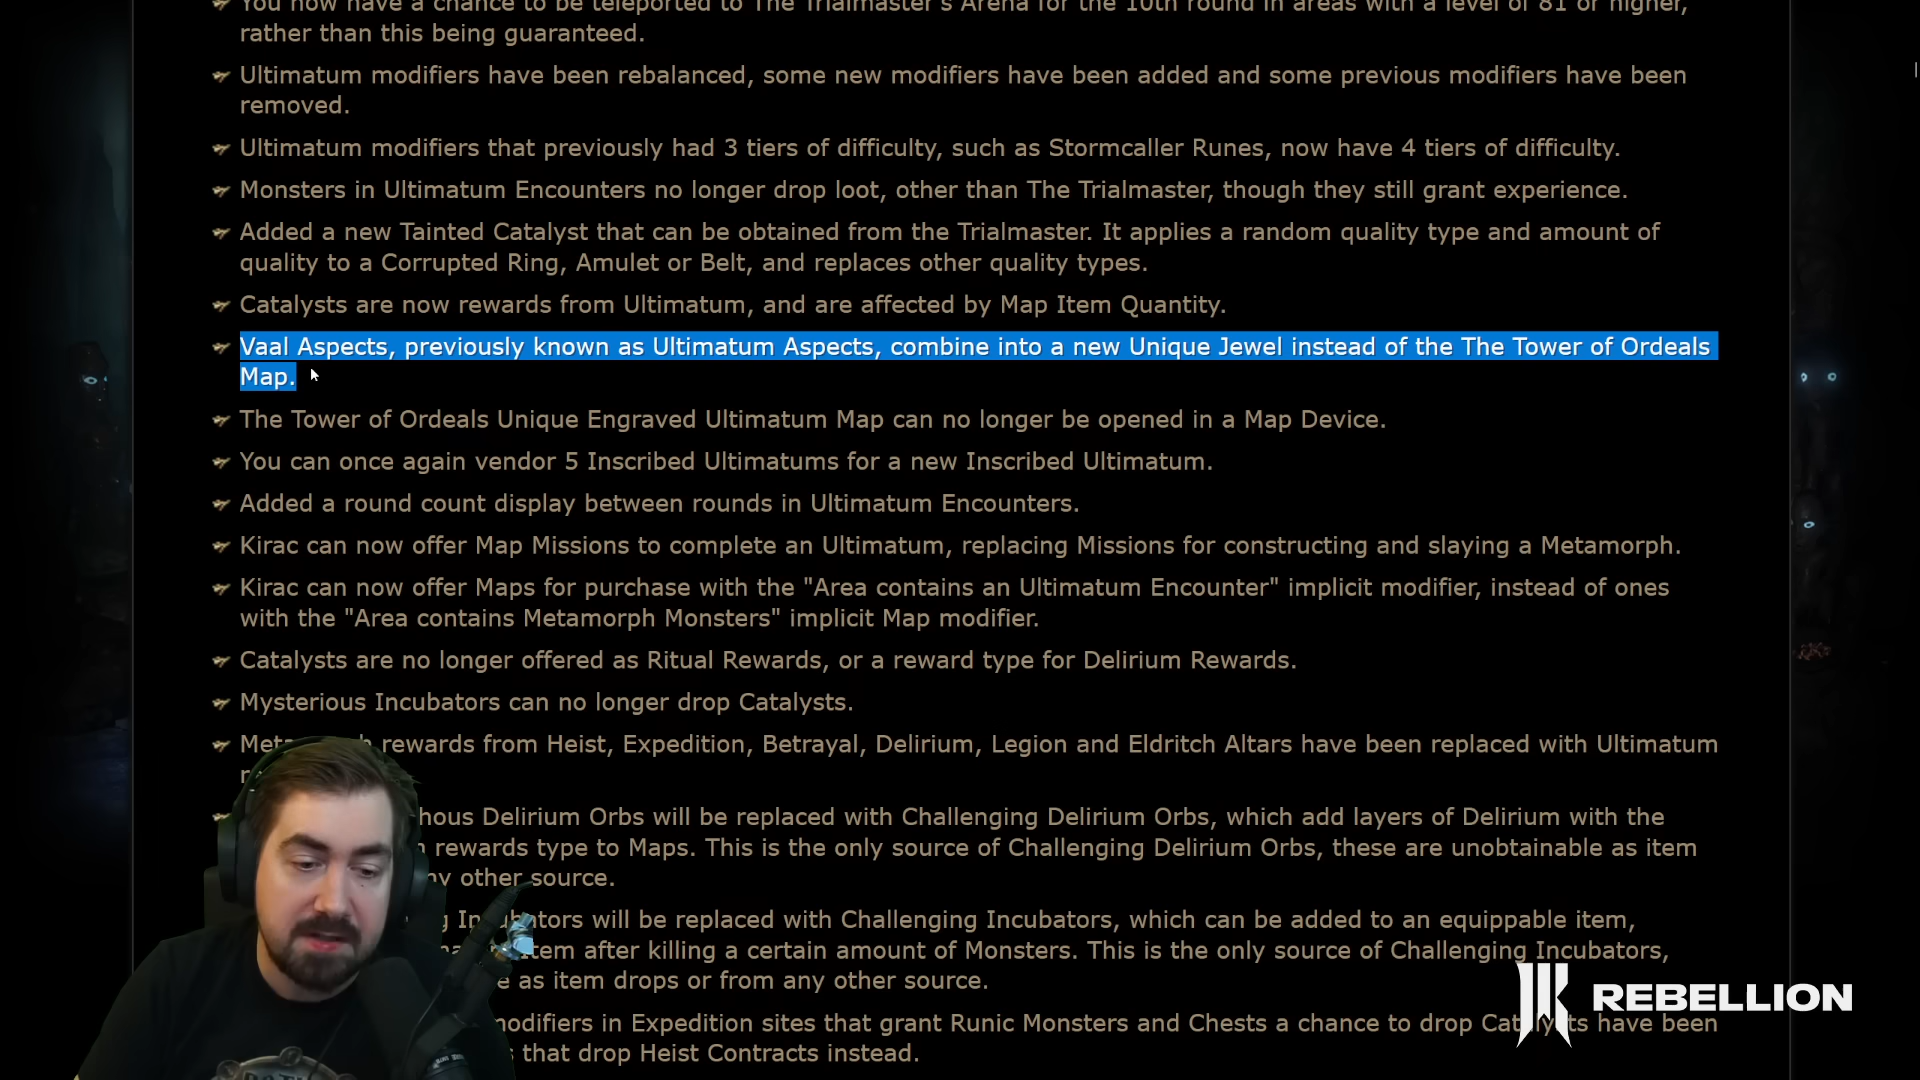 You now have a chance to be teleported to The Trialmaster's Arena for the 10th round in areas with a level of 81 or higher,
rather than this being guaranteed.
Ultimatum modifiers have been rebalanced, some new modifiers have been added and some previous modifiers have been
removed.
Ultimatum modifiers that previously had 3 tiers of difficulty, such as Stormcaller Runes, now have 4 tiers of difficulty.
Monsters in Ultimatum Encounters no longer drop loot, other than The Trialmaster, though they still grant experience.
Added a new Tainted Catalyst that can be obtained from the Trialmaster. It applies a random quality type and amount of
quality to a Corrupted Ring, Amulet or Belt, and replaces other quality types.
Catalysts are now rewards from Ultimatum, and are affected by Map Item Quantity.
Vaal Aspects, previously known as Ultimatum Aspects, combine into a new Unique Jewel instead of the The Tower of Ordeals
Map.
The Tower of Ordeals Unique Engraved Ultimatum Map can no longer be opened in a Map Device.
You can once again vendor 5 Inscribed Ultimatums for a new Inscribed Ultimatum.
Added a round count display between rounds in Ultimatum Encounters.
Kirac can now offer Map Missions to complete an Ultimatum, replacing Missions for constructing and slaying a Metamorph.
Kirac can now offer Maps for purchase with the "Area contains an Ultimatum Encounter" implicit modifier, instead of ones
with the "Area contains Metamorph Monsters" implicit Map modifier.
Catalysts are no longer offered as Ritual Rewards, or a reward type for Delirium Rewards.
Mysterious Incubators can no longer drop Catalysts.
rewards from Heist, Expedition, Betrayal, Delirium, Legion and Eldritch Altars have been replaced with Ultimatum
Delirium Orbs will be replaced with Challenging Delirium Orbs, which add layers of Delirium with the
rewards type to Maps. This is the only source of Challenging Delirium Orbs, these are unobtainable as item
other source.
Incubators will be replaced with Challenging Incubators, which can be added to an equippable item,
item after killing a certain amount of Monsters. This is the only source of Challenging Incubators,
as item drops or from any other source.
modifiers in Expedition sites that grant Runic Monsters and Chests a chance to drop Catalysts have been
that drop Heist Contracts instead.
REBELLION